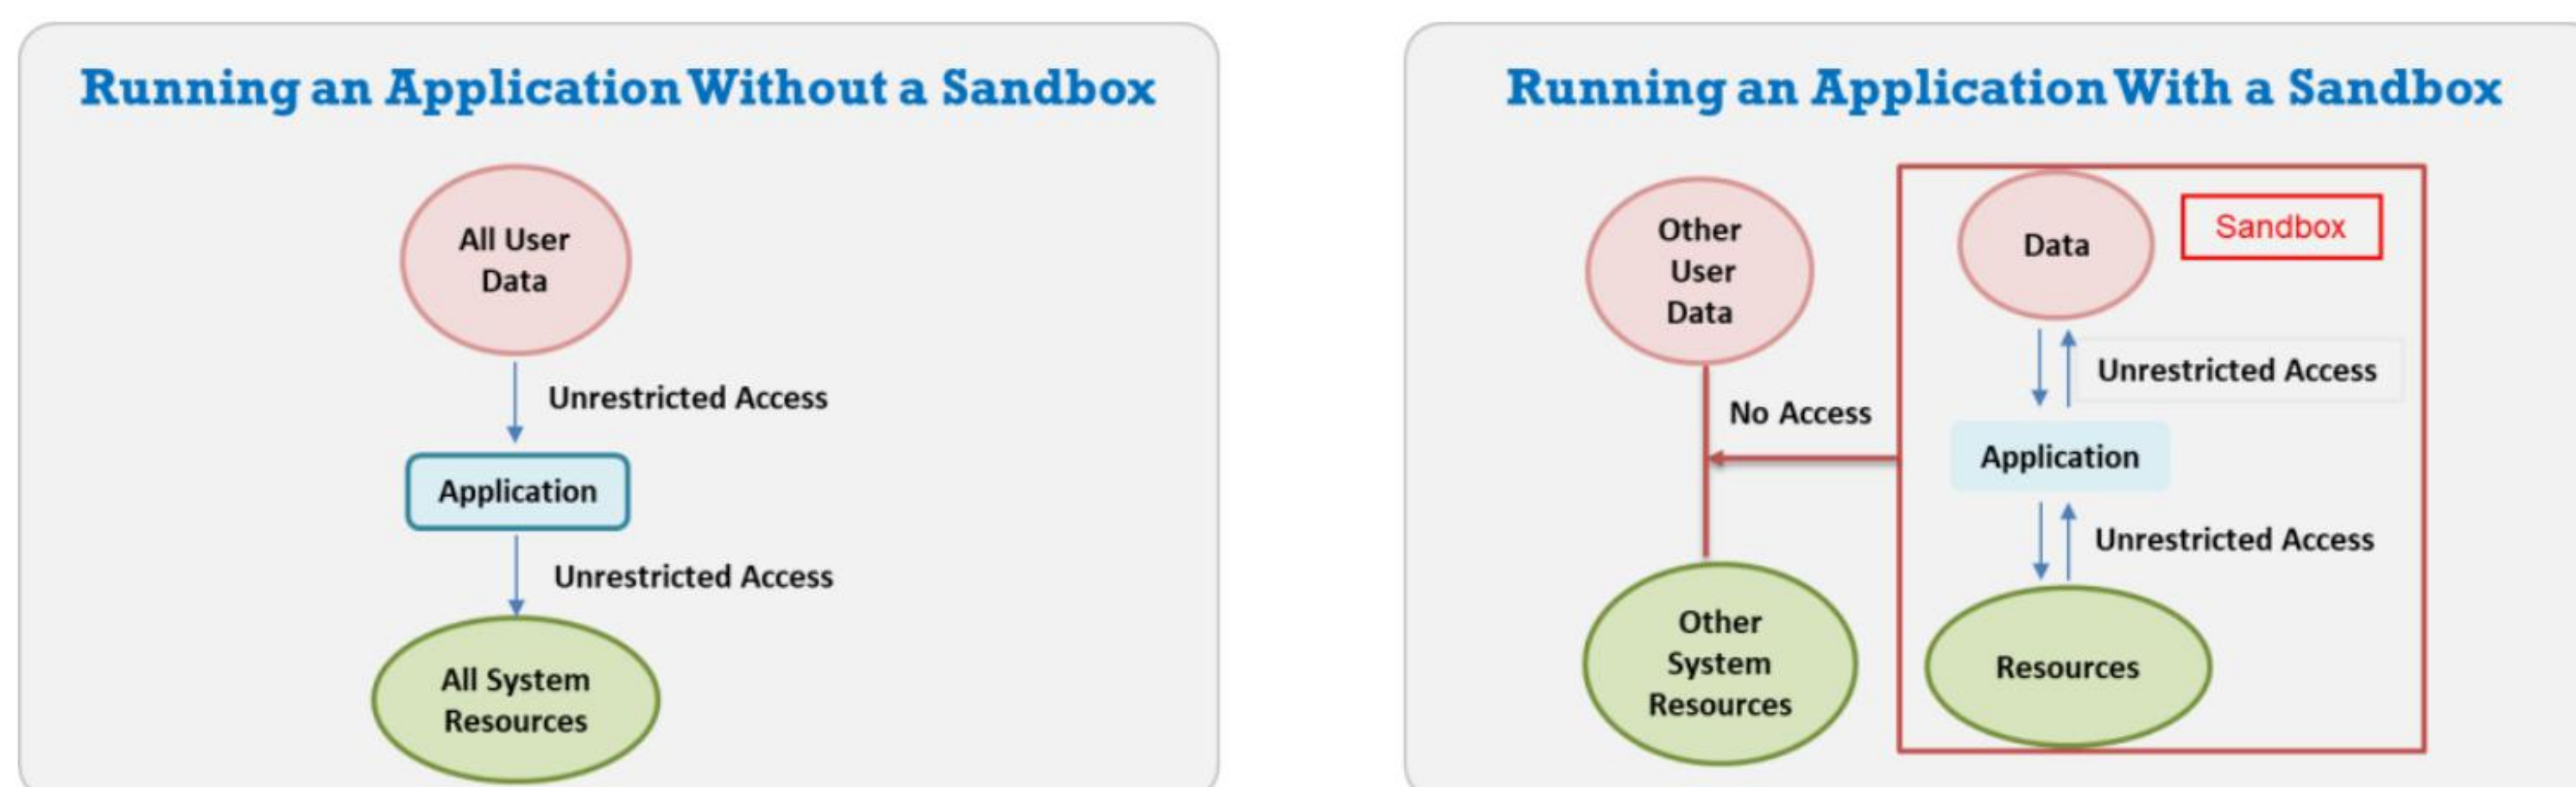 Running an Application Without a Sandbox
All User
Data
Unrestricted Access
Application
Unrestricted Access
All System
Resources
Running an Application With a Sandbox
Other
User
Data
No Access
Other
System
Resources
Data
Sandbox
Unrestricted Access
Application
Unrestricted Access
Resources